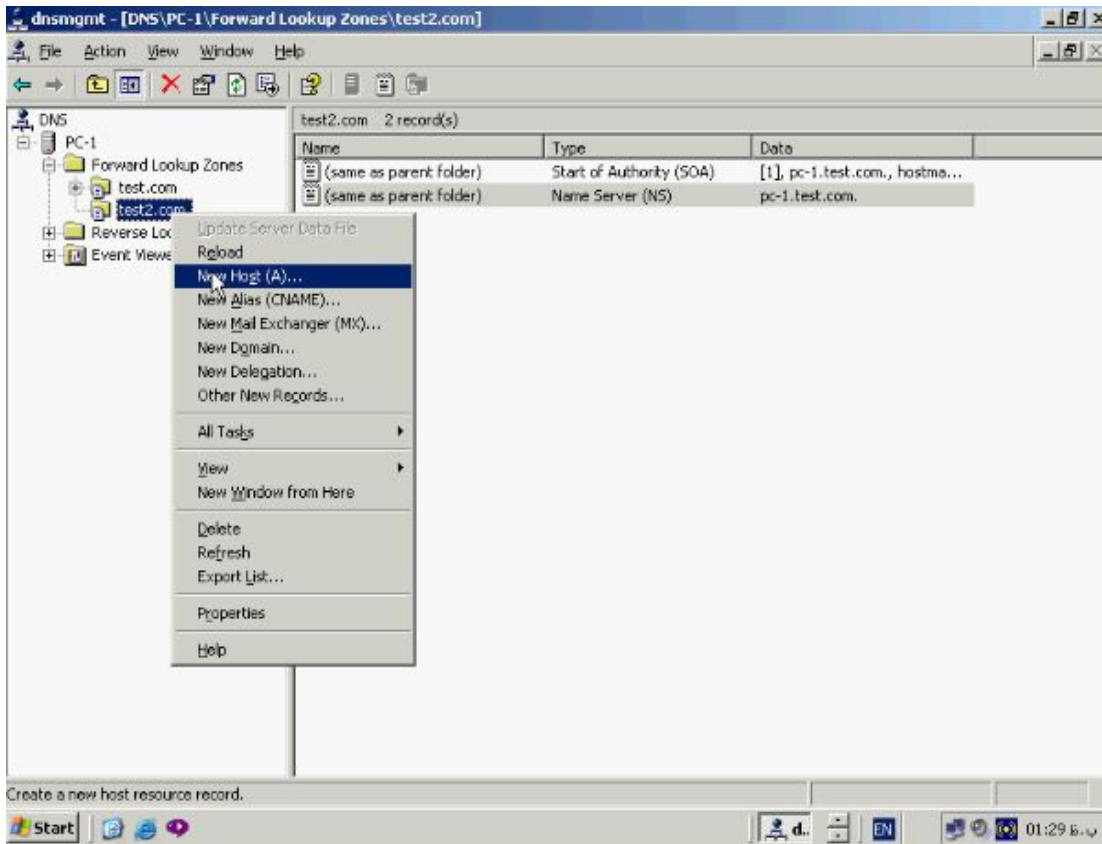 dnsmgmt - [DNS\PC-1\Forward Lookup Zones\test2.com]
File Action View Window Help
DNS
PC-1
Forward Lookup Zones
test.com
test2.com
Reverse Loo
Event Viewe
test2.com 2 record(s)
Name Type Data
(same as parent folder) Start of Authority (SOA) [1], pc-1.test.com., hostma...
(same as parent folder) Name Server (NS) pc-1.test.com.
Update Server Data File
Reload
New Host (A)...
New Alias (CNAME)...
New Mail Exchanger (MX)...
New Domain...
New Delegation...
Other New Records...
All Tasks
View
New Window from Here
Delete
Refresh
Export List...
Properties
Help
Create a new host resource record.
Start d.. EN 01:29 ب.ظ